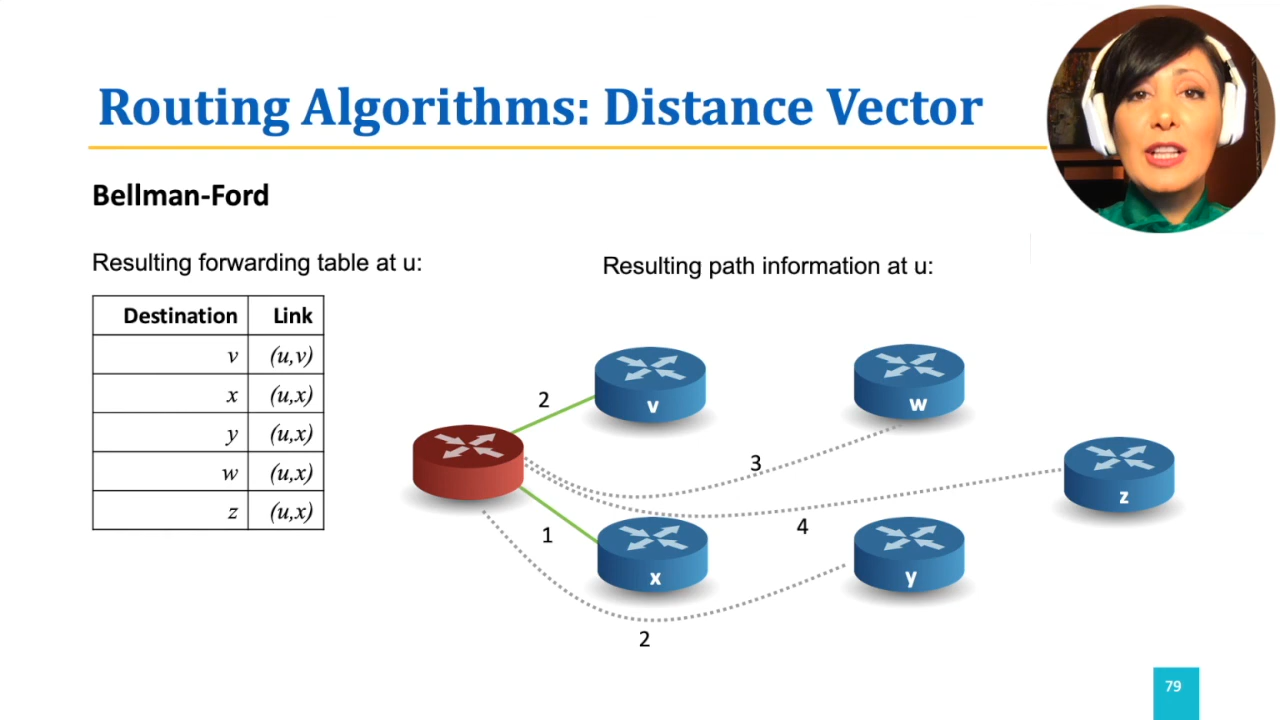 Routing Algorithms: Distance Vector
Bellman-Ford
Resulting forwarding table at u:
Destination Link
v (u,v)
x (u,x)
y (u,x)
w (u,x)
z (u,x)
Resulting path information at u:
2
v
w
3
z
1
4
x
y
2
79